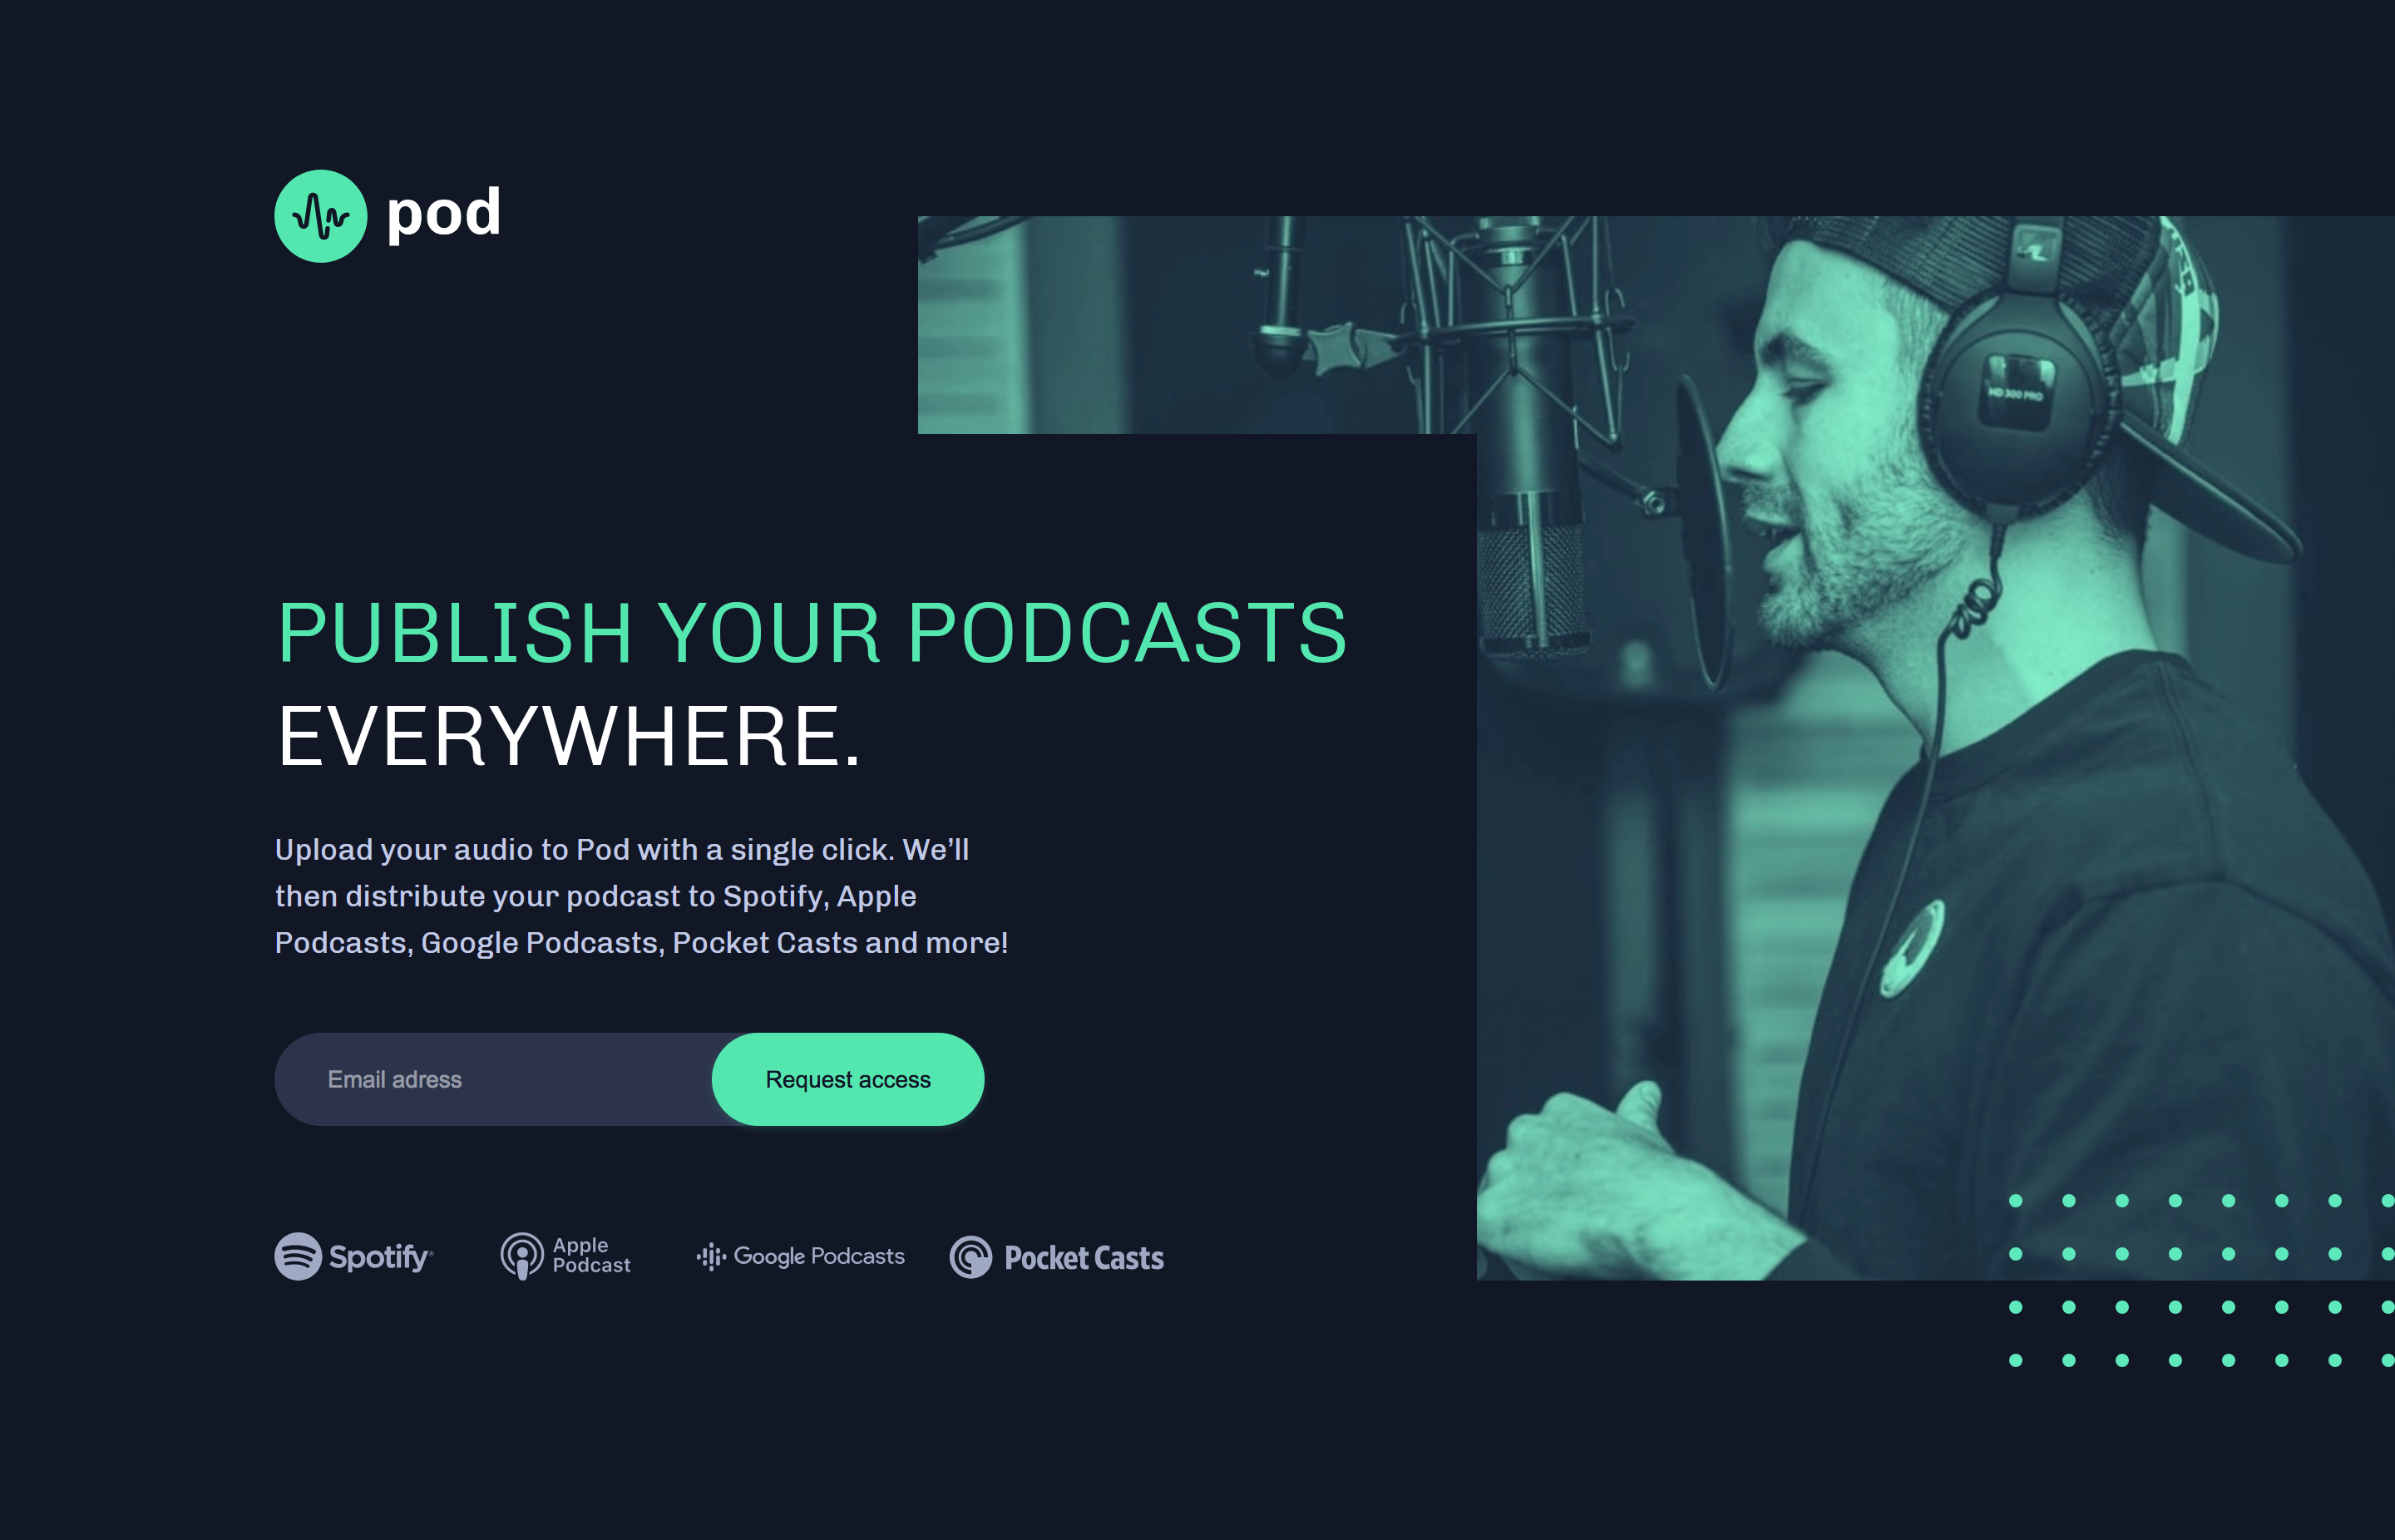 pod
HD 300 PRO
PUBLISH YOUR PODCASTS
EVERYWHERE.
Upload your audio to Pod with a single click. We’ll
then distribute your podcast to Spotify, Apple
Podcasts, Google Podcasts, Pocket Casts and more!
Email adress
Request access
Spotify®
Apple
Podcast
Google Podcasts
Pocket Casts